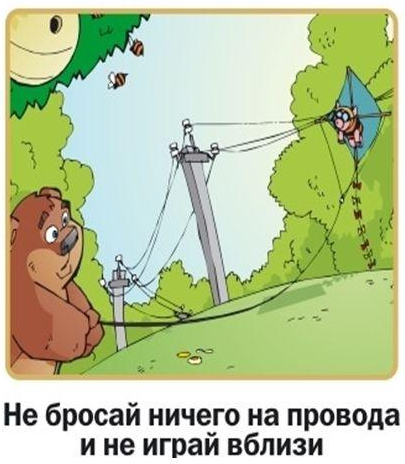 Не бросай ничего на провода
и не играй вблизи